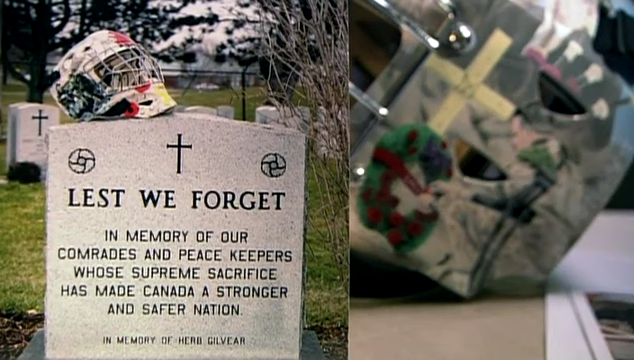 LEST WE FORGET
IN MEMORY OF OUR
COMRADES AND PEACE KEEPERS
WHOSE SUPREME SACRIFICE
HAS MADE CANADA A STRONGER
AND SAFER NATION.
IN MEMORY OF HERB GILVEAR